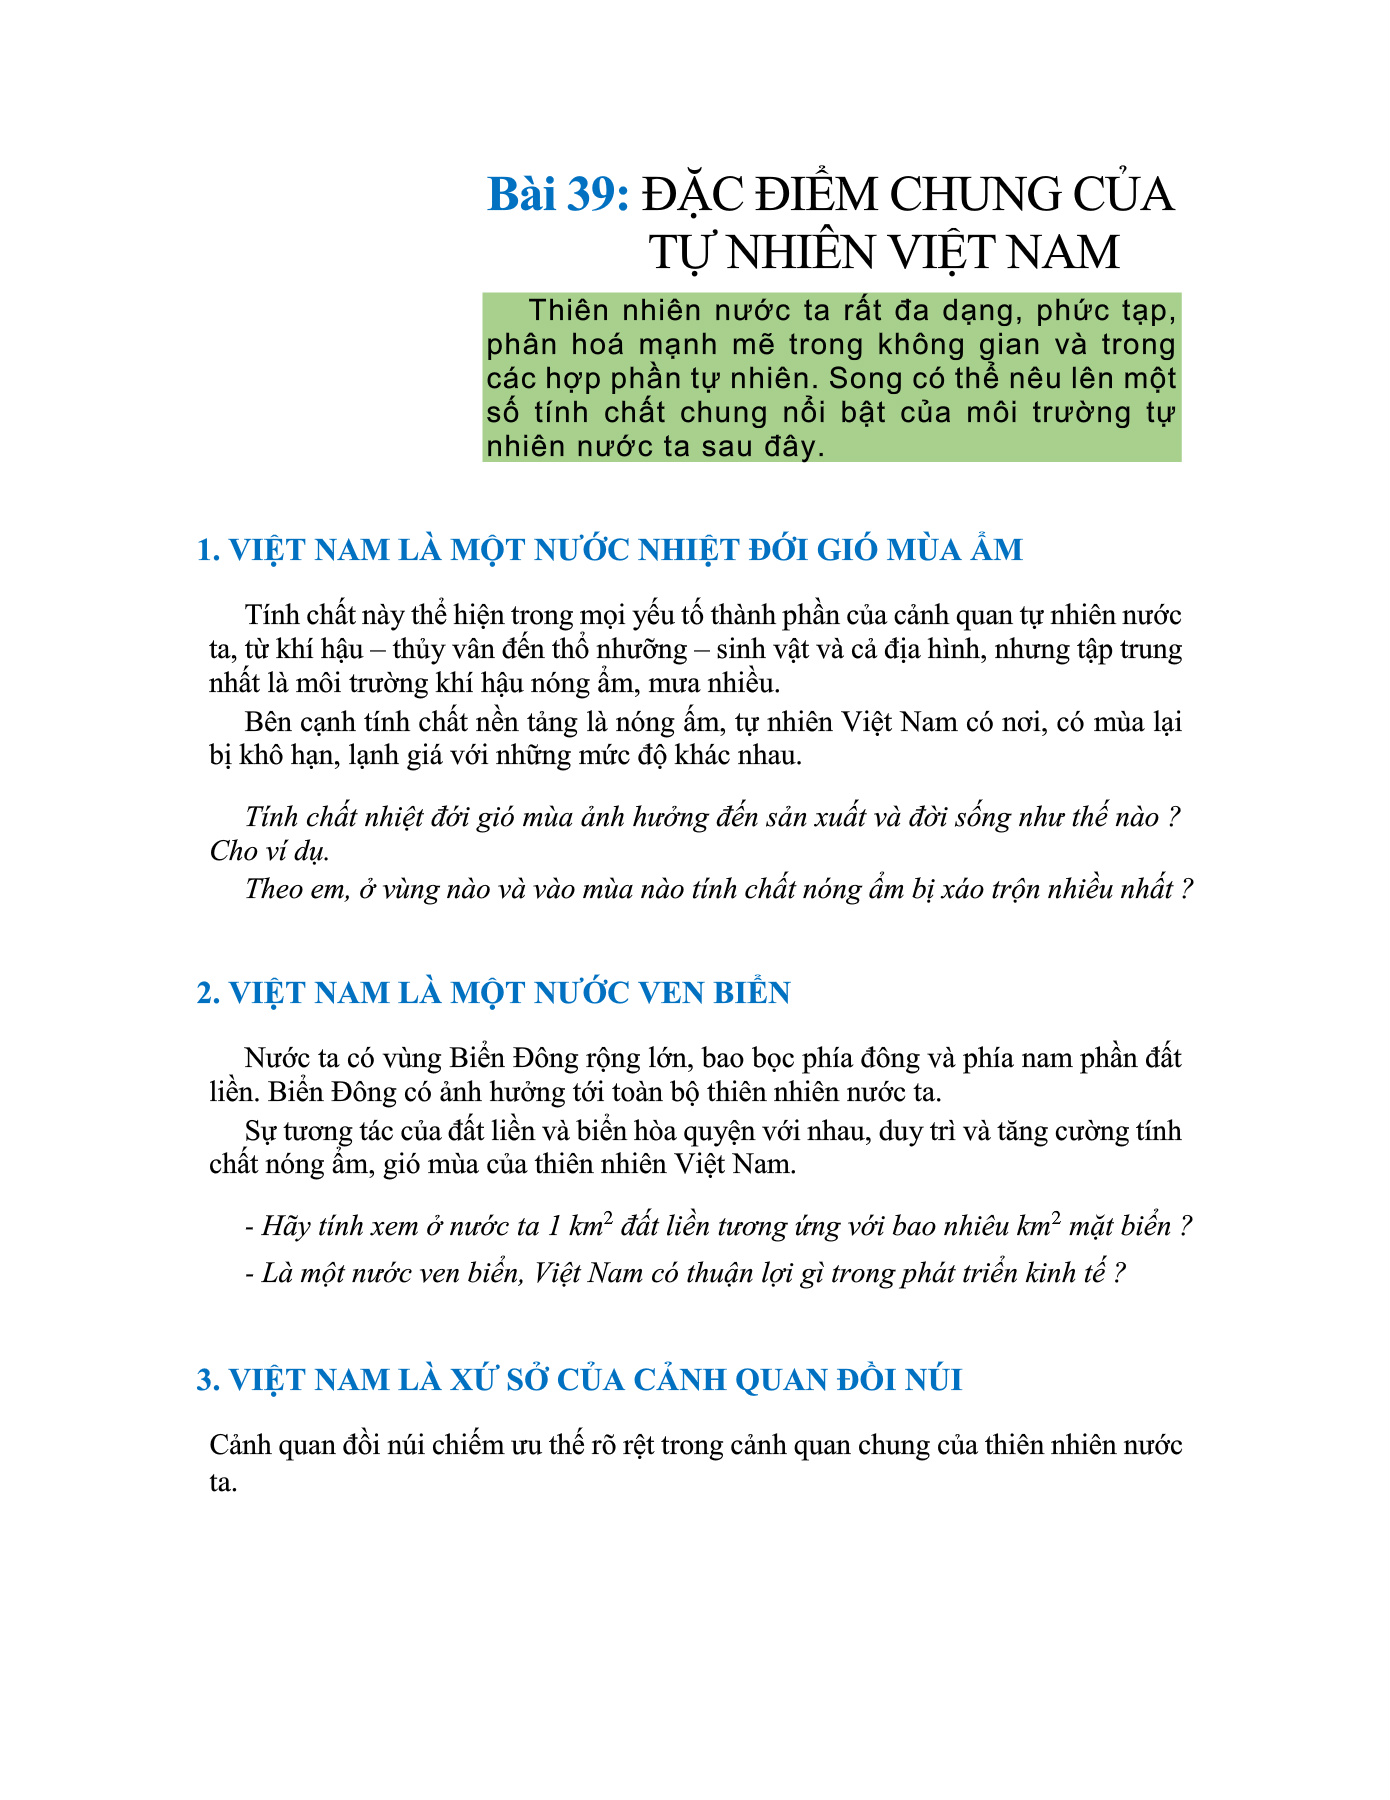 Bài 39: ĐẶC ĐIỂM CHUNG CỦA
TỰ NHIÊN VIỆT NAM
Thiên nhiên nước ta rất đa dạng, phức tạp,
phân hoá mạnh mẽ trong không gian và trong
các hợp phần tự nhiên. Song có thể nêu lên một
số tính chất chung nổi bật của môi trường tự
nhiên nước ta sau đây.
1. VIỆT NAM LÀ MỘT NƯỚC NHIỆT ĐỚI GIÓ MÙA ẨM
Tính chất này thể hiện trong mọi yếu tố thành phần của cảnh quan tự nhiên nước
ta, từ khí hậu – thủy vân đến thổ nhưỡng – sinh vật và cả địa hình, nhưng tập trung
nhất là môi trường khí hậu nóng ẩm, mưa nhiều.
Bên cạnh tính chất nền tảng là nóng ấm, tự nhiên Việt Nam có nơi, có mùa lại
bị khô hạn, lạnh giá với những mức độ khác nhau.
Tính chất nhiệt đới gió mùa ảnh hưởng đến sản xuất và đời sống như thế nào ?
Cho ví dụ.
Theo em, ở vùng nào và vào mùa nào tính chất nóng ẩm bị xáo trộn nhiều nhất ?
2. VIỆT NAM LÀ MỘT NƯỚC VEN BIỂN
Nước ta có vùng Biển Đông rộng lớn, bao bọc phía đông và phía nam phần đất
liền. Biển Đông có ảnh hưởng tới toàn bộ thiên nhiên nước ta.
Sự tương tác của đất liền và biển hòa quyện với nhau, duy trì và tăng cường tính
chất nóng ẩm, gió mùa của thiên nhiên Việt Nam.
- Hãy tính xem ở nước ta 1 km² đất liền tương ứng với bao nhiêu km² mặt biển ?
- Là một nước ven biển, Việt Nam có thuận lợi gì trong phát triển kinh tế ?
3. VIỆT NAM LÀ XỨ SỞ CỦA CẢNH QUAN ĐỒI NÚI
Cảnh quan đồi núi chiếm ưu thế rõ rệt trong cảnh quan chung của thiên nhiên nước
ta.